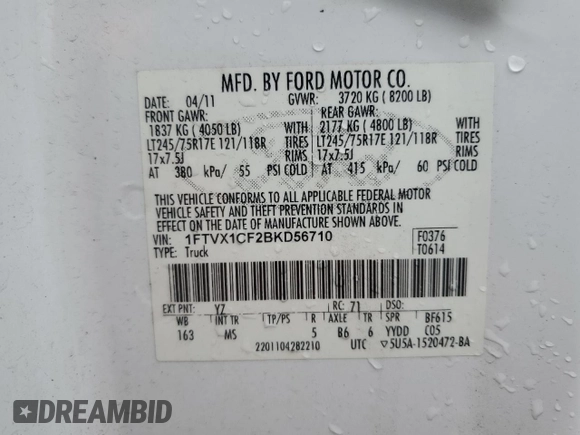 MFD. BY FORD MOTOR CO.
DATE: 04/11 GVWR: 3720 KG ( 8200 LB)
FRONT GAWR: REAR GAWR:
1837 KG ( 4050 LB) WITH 2177 KG ( 4800 LB) WITH
LT245/75R17E 121/118R TIRES LT245/75R17E 121/118R TIRES
17x7.5J RIMS 17x7.5J RIMS
AT 380 kPa/ 55 PSI COLD AT 415 kPa/ 60 PSI COLD
THIS VEHICLE CONFORMS TO ALL APPLICABLE FEDERAL MOTOR
VEHICLE SAFETY AND THEFT PREVENTION STANDARDS IN
EFFECT ON THE DATE OF MANUFACTURE SHOWN ABOVE.
VIN: 1FTVX1CF2BKD56710 F0376
TYPE: Truck T0614
EXT PNT: YZ RC: 71 DSO:
WB INT TR TP/PS R AXLE TR SPR BF615
163 MS 5 B6 6 YYDD C05
2201104282210 UTC 5U5A-1520472-BA
DREAMBID